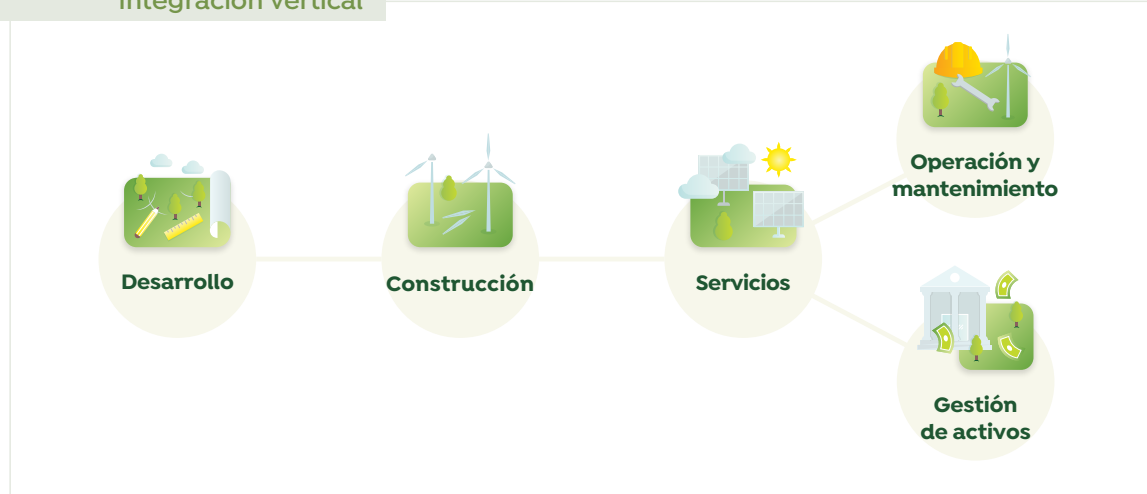 Integración vertical
Desarrollo
Construcción
Servicios
Operación y
mantenimiento
Gestión
de activos